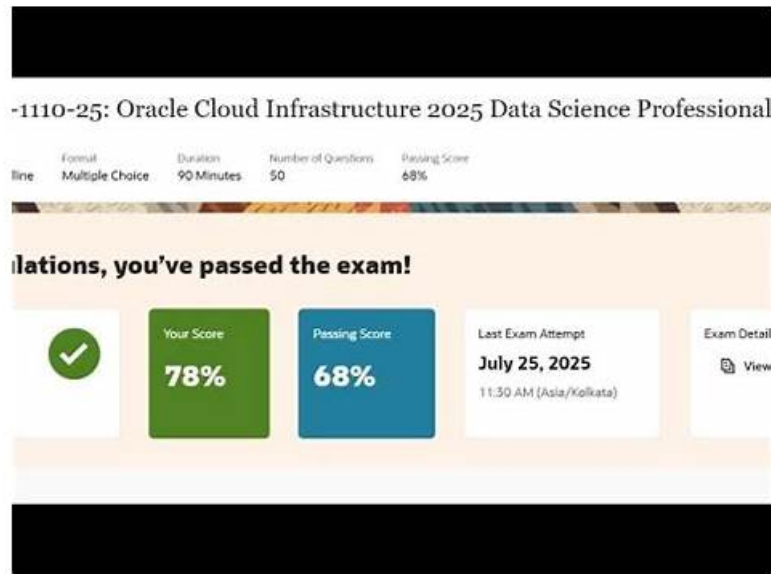 -1110-25: Oracle Cloud Infrastructure 2025 Data Science Professional
Format Duration Number of Questions Passing Score
line Multiple Choice 90 Minutes 50 68%
lations, you've passed the exam!
Your Score Passing Score Last Exam Attempt Exam Detail
78% 68% July 25, 2025 View
11:30 AM (Asia/Kolkata)